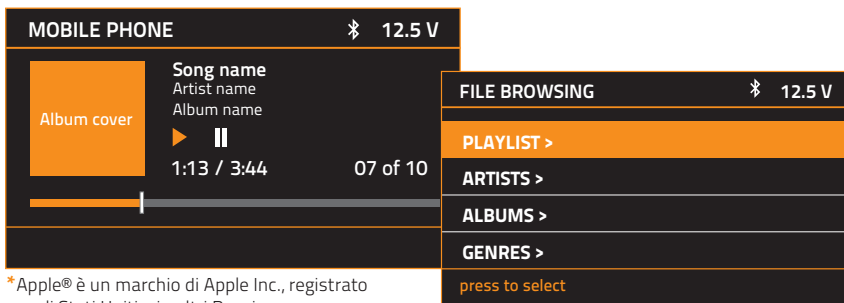 MOBILE PHONE 12.5 V
Album cover
Song name
Artist name
Album name
1:13 / 3:44 07 of 10
FILE BROWSING 12.5 V
PLAYLIST >
ARTISTS >
ALBUMS >
GENRES >
press to select
*Apple® è un marchio di Apple Inc., registrato